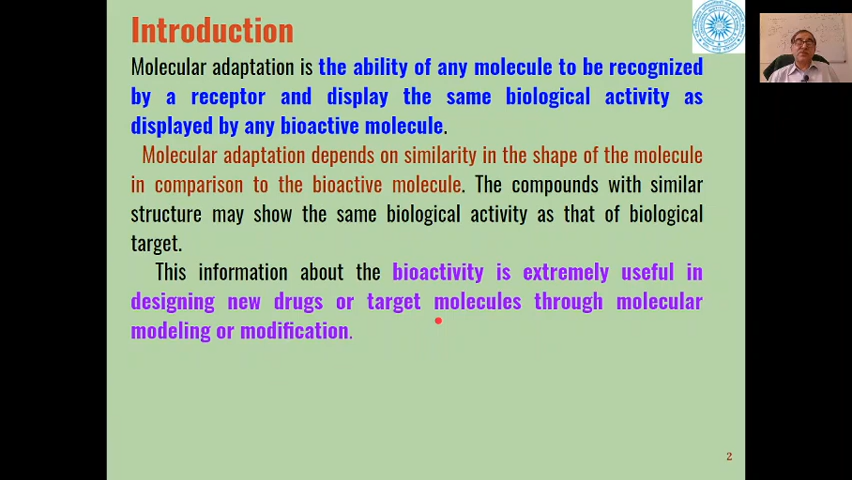 Introduction
Molecular adaptation is the ability of any molecule to be recognized
by a receptor and display the same biological activity as
displayed by any bioactive molecule.
Molecular adaptation depends on similarity in the shape of the molecule
in comparison to the bioactive molecule. The compounds with similar
structure may show the same biological activity as that of biological
target.
This information about the bioactivity is extremely useful in
designing new drugs or target molecules through molecular
modeling or modification.
2